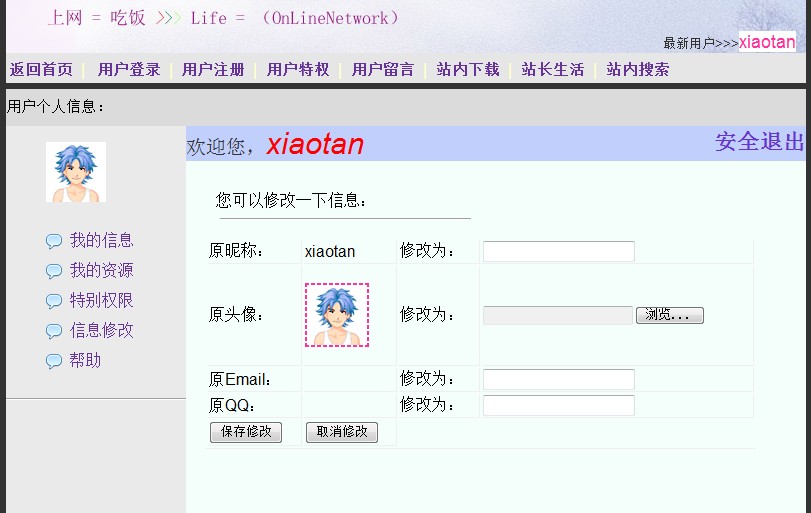 上网 = 吃饭 >>> Life = （OnLineNetwork）
最新用户>>>xiaotan
返回首页 | 用户登录 | 用户注册 | 用户特权 | 用户留言 | 站内下载 | 站长生活 | 站内搜索
用户个人信息：
欢迎您，xiaotan 安全退出
我的信息
我的资源
特别权限
信息修改
帮助
您可以修改一下信息：
原昵称： xiaotan 修改为：
原头像： 修改为： 浏览...
原Email： 修改为：
原QQ： 修改为：
保存修改 取消修改